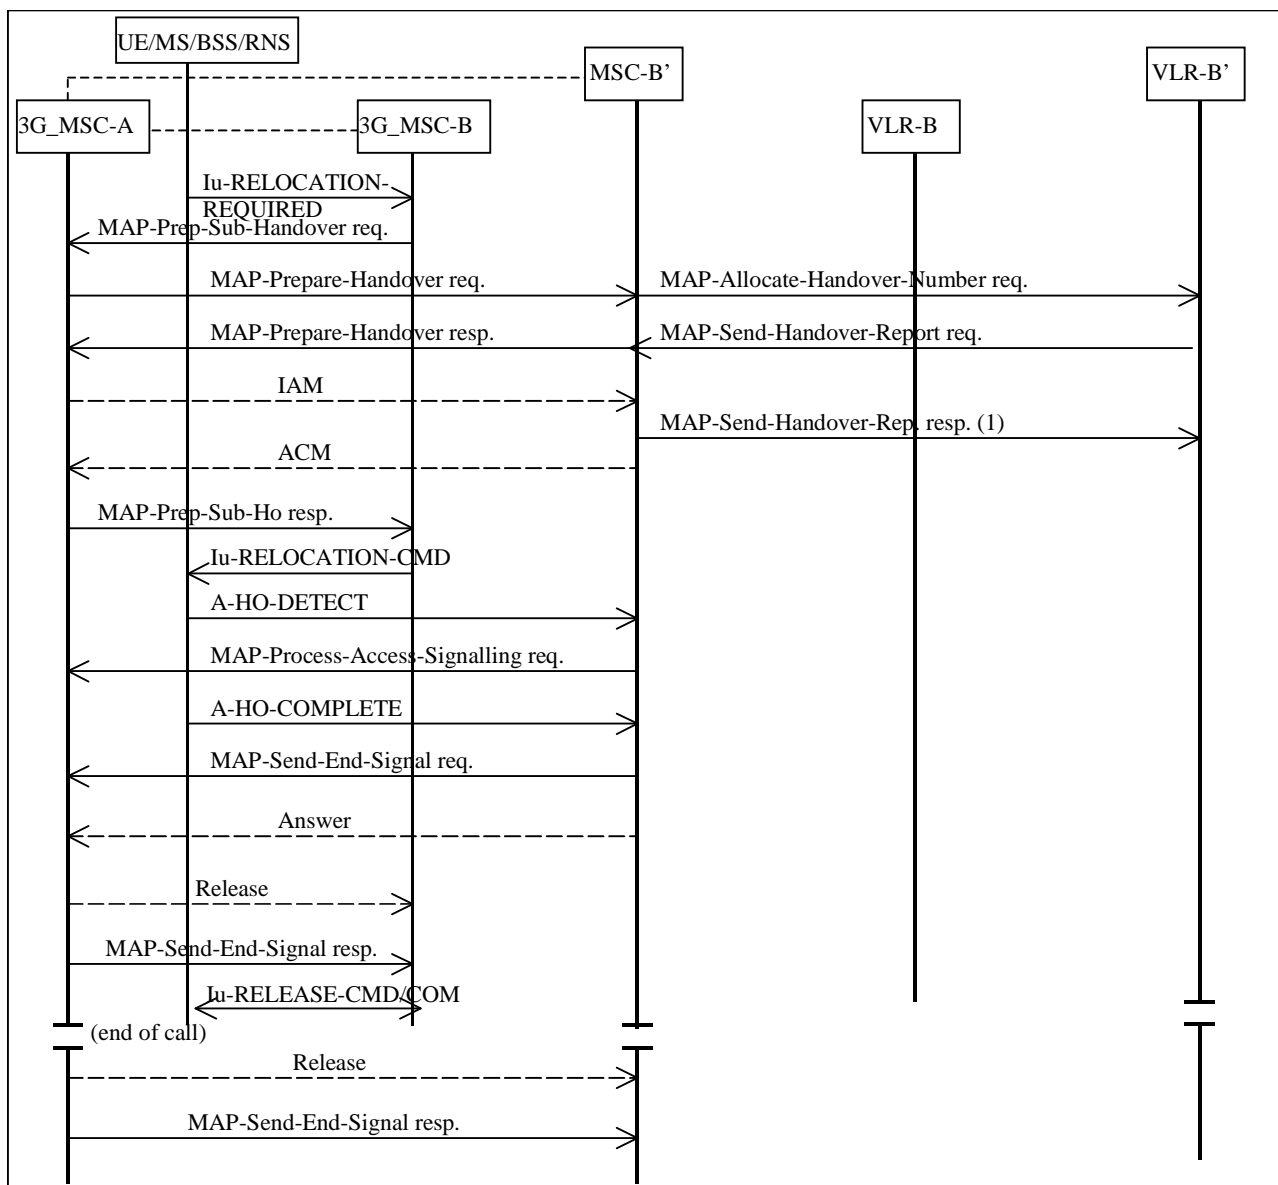 UE/MS/BSS/RNS
MSC-B’
VLR-B’
3G_MSC-A
3G_MSC-B
VLR-B
Iu-RELOCATION-
REQUIRED
MAP-Prep-Sub-Handover req.
MAP-Prepare-Handover req.
MAP-Allocate-Handover-Number req.
MAP-Prepare-Handover resp.
MAP-Send-Handover-Report req.
IAM
MAP-Send-Handover-Rep. resp. (1)
ACM
MAP-Prep-Sub-Ho resp.
Iu-RELOCATION-CMD
A-HO-DETECT
MAP-Process-Access-Signalling req.
A-HO-COMPLETE
MAP-Send-End-Signal req.
Answer
Release
MAP-Send-End-Signal resp.
Iu-RELEASE-CMD/COM
(end of call)
Release
MAP-Send-End-Signal resp.